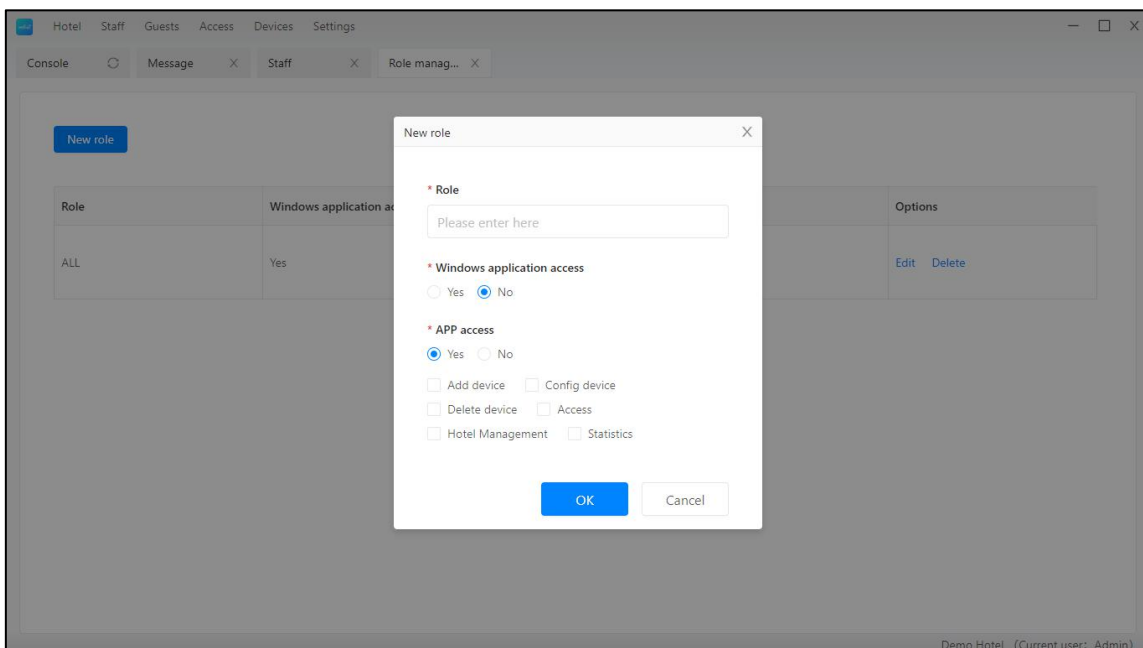 Hotel Staff Guests Access Devices Settings
Console Message Staff Role manag...
New role
Role Windows application ac Options
ALL Yes Edit Delete
New role
* Role
Please enter here
* Windows application access
Yes No
* APP access
Yes No
Add device Config device
Delete device Access
Hotel Management Statistics
OK Cancel
Demo Hotel (Current user: Admin)